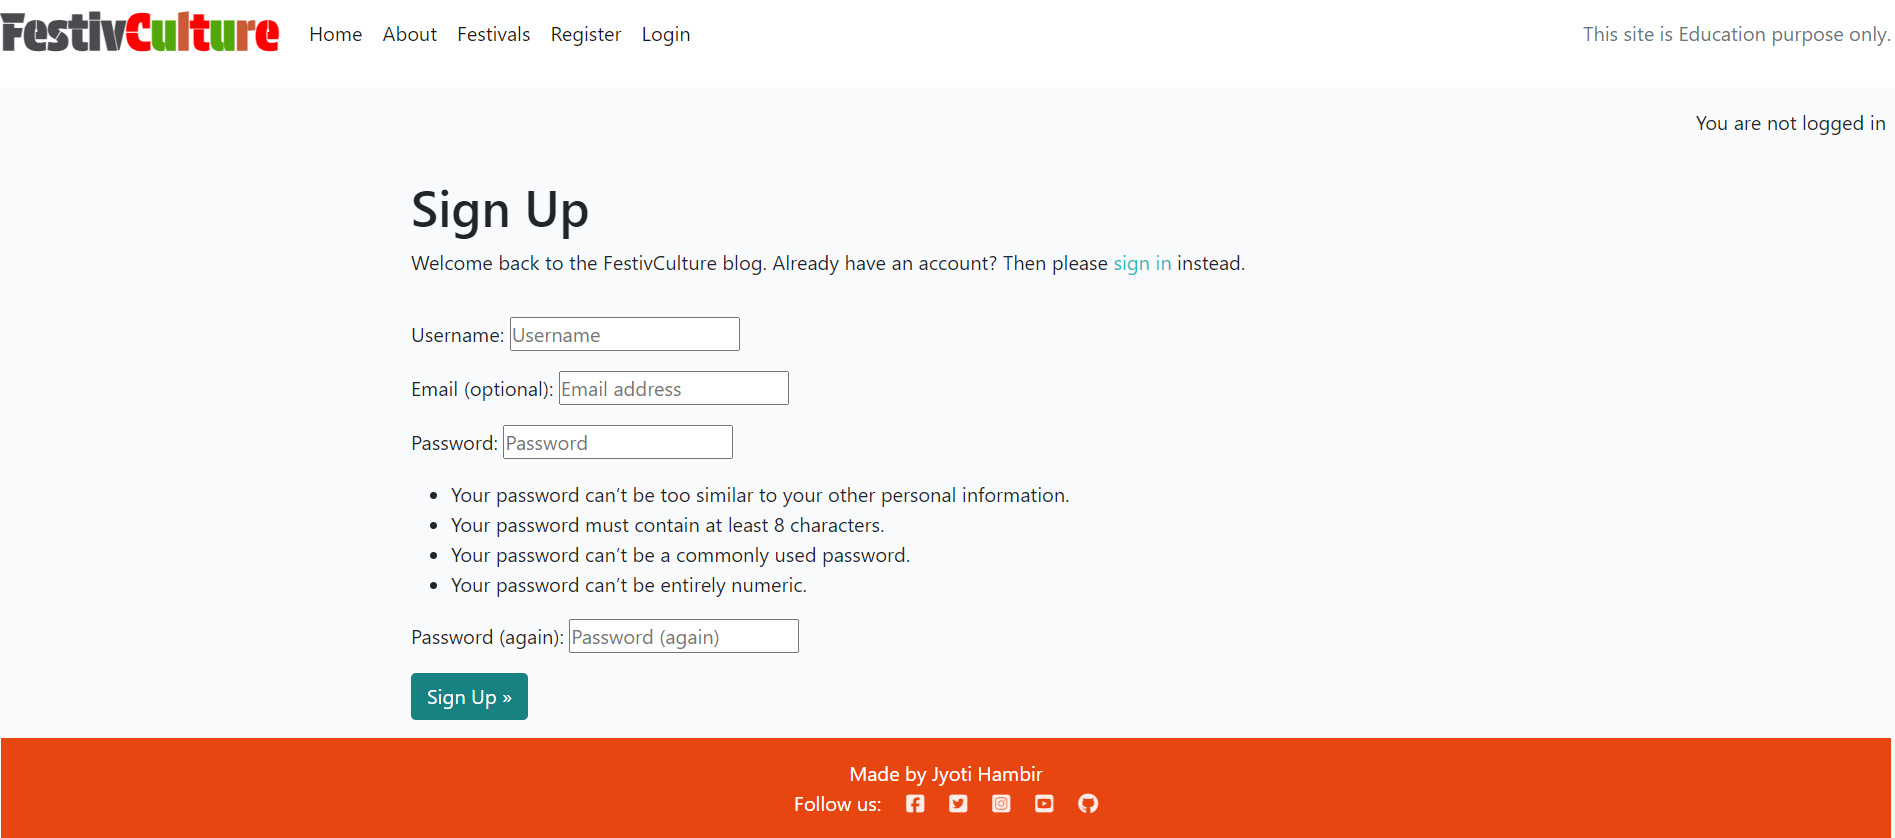 FestivCulture Home About Festivals Register Login This site is Education purpose only.
You are not logged in
Sign Up
Welcome back to the FestivCulture blog. Already have an account? Then please sign in instead.
Username: Username
Email (optional): Email address
Password: Password
• Your password can’t be too similar to your other personal information.
• Your password must contain at least 8 characters.
• Your password can’t be a commonly used password.
• Your password can’t be entirely numeric.
Password (again): Password (again)
Sign Up »
Made by Jyoti Hambir
Follow us: